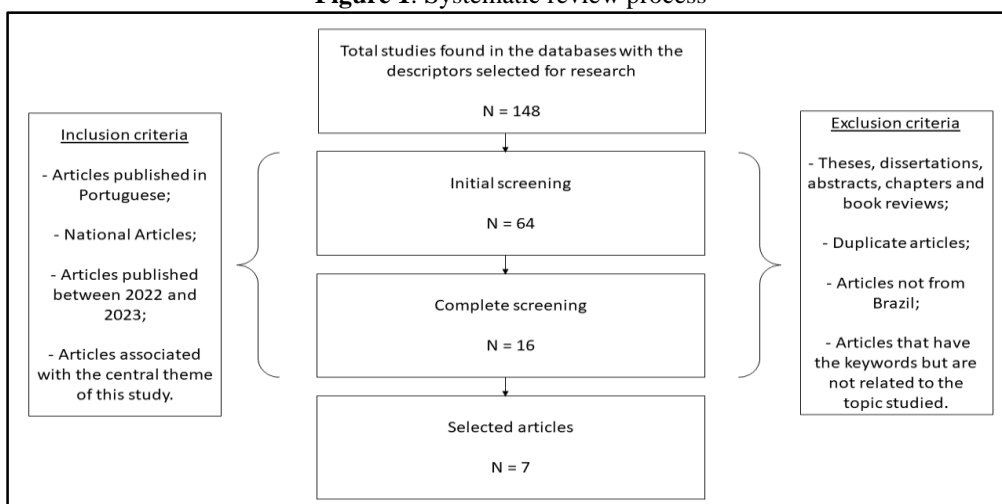 Figure 1. Systematic review process
Total studies found in the databases with the
descriptors selected for research
N = 148
Inclusion criteria
- Articles published in
Portuguese;
- National Articles;
- Articles published
between 2022 and
2023;
- Articles associated
with the central theme
of this study.
Initial screening
N = 64
Complete screening
N = 16
Selected articles
N = 7
Exclusion criteria
- Theses, dissertations,
abstracts, chapters and
book reviews;
- Duplicate articles;
- Articles not from
Brazil;
- Articles that have
the keywords but are
not related to the
topic studied.